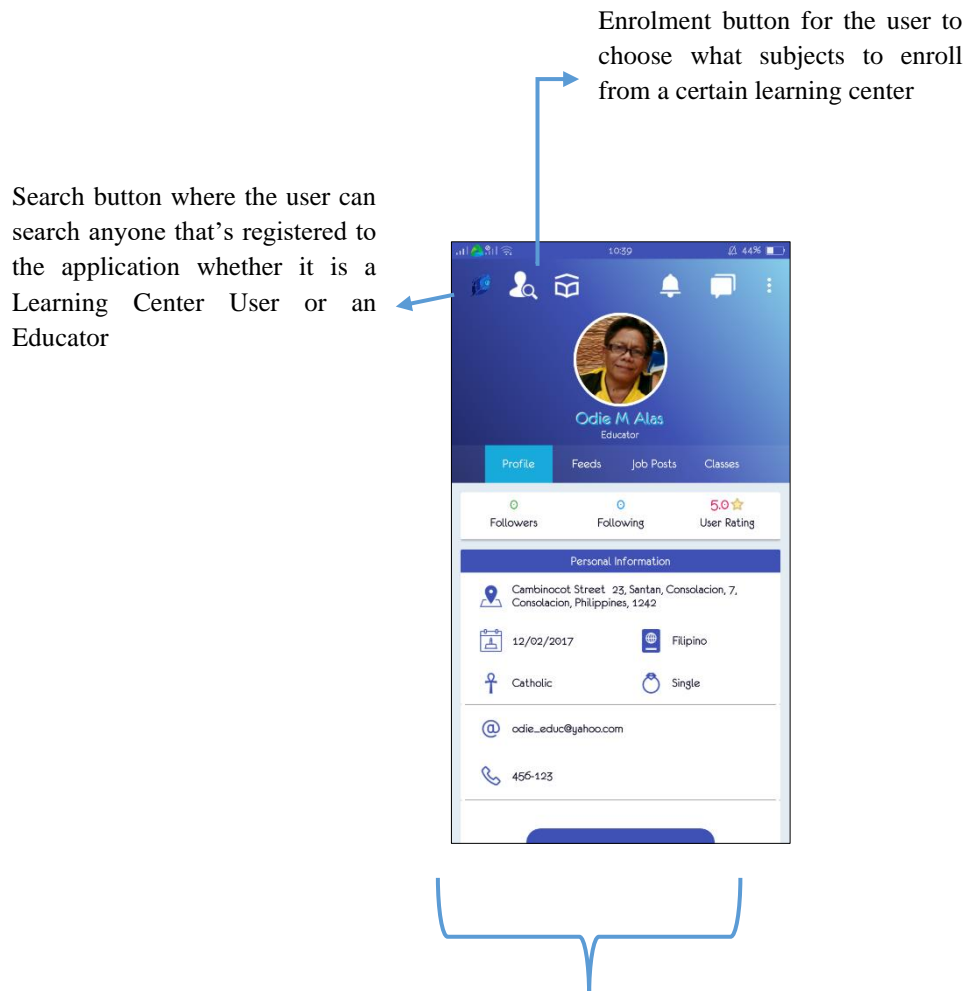 Enrolment button for the user to
choose what subjects to enroll
from a certain learning center
Search button where the user can
search anyone that’s registered to
the application whether it is a
Learning Center User or an
Educator
10:39 44%
Odie M Alas
Educator
Profile Feeds Job Posts Classes
0 0 5.0
Followers Following User Rating
Personal Information
Cambinocot Street 23, Santan, Consolacion, 7,
Consolacion, Philippines, 1242
12/02/2017 Filipino
Catholic Single
odie_educ@yahoo.com
456-123